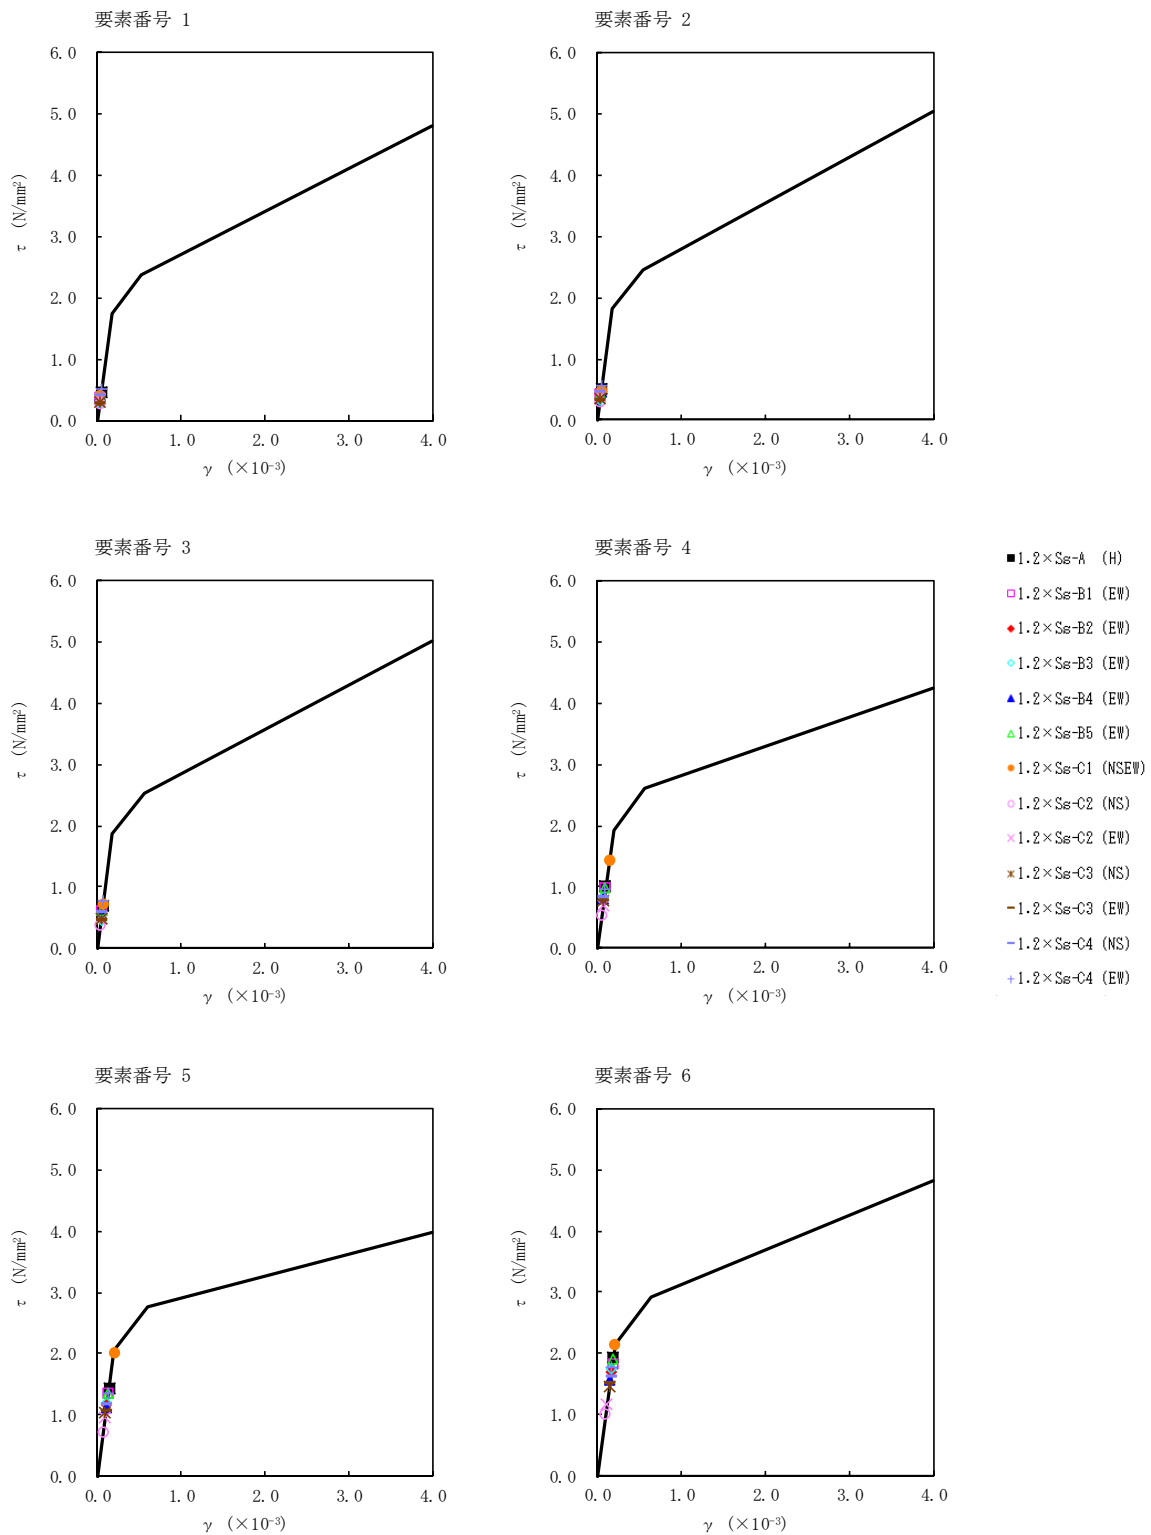 要素番号 1
6.0
5.0
4.0
3.0
2.0
1.0
0.0
τ (N/mm²)
0.0 1.0 2.0 3.0 4.0
γ (×10⁻³)
要素番号 2
6.0
5.0
4.0
3.0
2.0
1.0
0.0
τ (N/mm²)
0.0 1.0 2.0 3.0 4.0
γ (×10⁻³)
要素番号 3
6.0
5.0
4.0
3.0
2.0
1.0
0.0
τ (N/mm²)
0.0 1.0 2.0 3.0 4.0
γ (×10⁻³)
要素番号 4
6.0
5.0
4.0
3.0
2.0
1.0
0.0
τ (N/mm²)
0.0 1.0 2.0 3.0 4.0
γ (×10⁻³)
1.2×Ss-A (H)
1.2×Ss-B1 (EW)
1.2×Ss-B2 (EW)
1.2×Ss-B3 (EW)
1.2×Ss-B4 (EW)
1.2×Ss-B5 (EW)
1.2×Ss-C1 (NSEW)
1.2×Ss-C2 (NS)
1.2×Ss-C2 (EW)
1.2×Ss-C3 (NS)
1.2×Ss-C3 (EW)
1.2×Ss-C4 (NS)
1.2×Ss-C4 (EW)
要素番号 5
6.0
5.0
4.0
3.0
2.0
1.0
0.0
τ (N/mm²)
0.0 1.0 2.0 3.0 4.0
γ (×10⁻³)
要素番号 6
6.0
5.0
4.0
3.0
2.0
1.0
0.0
τ (N/mm²)
0.0 1.0 2.0 3.0 4.0
γ (×10⁻³)